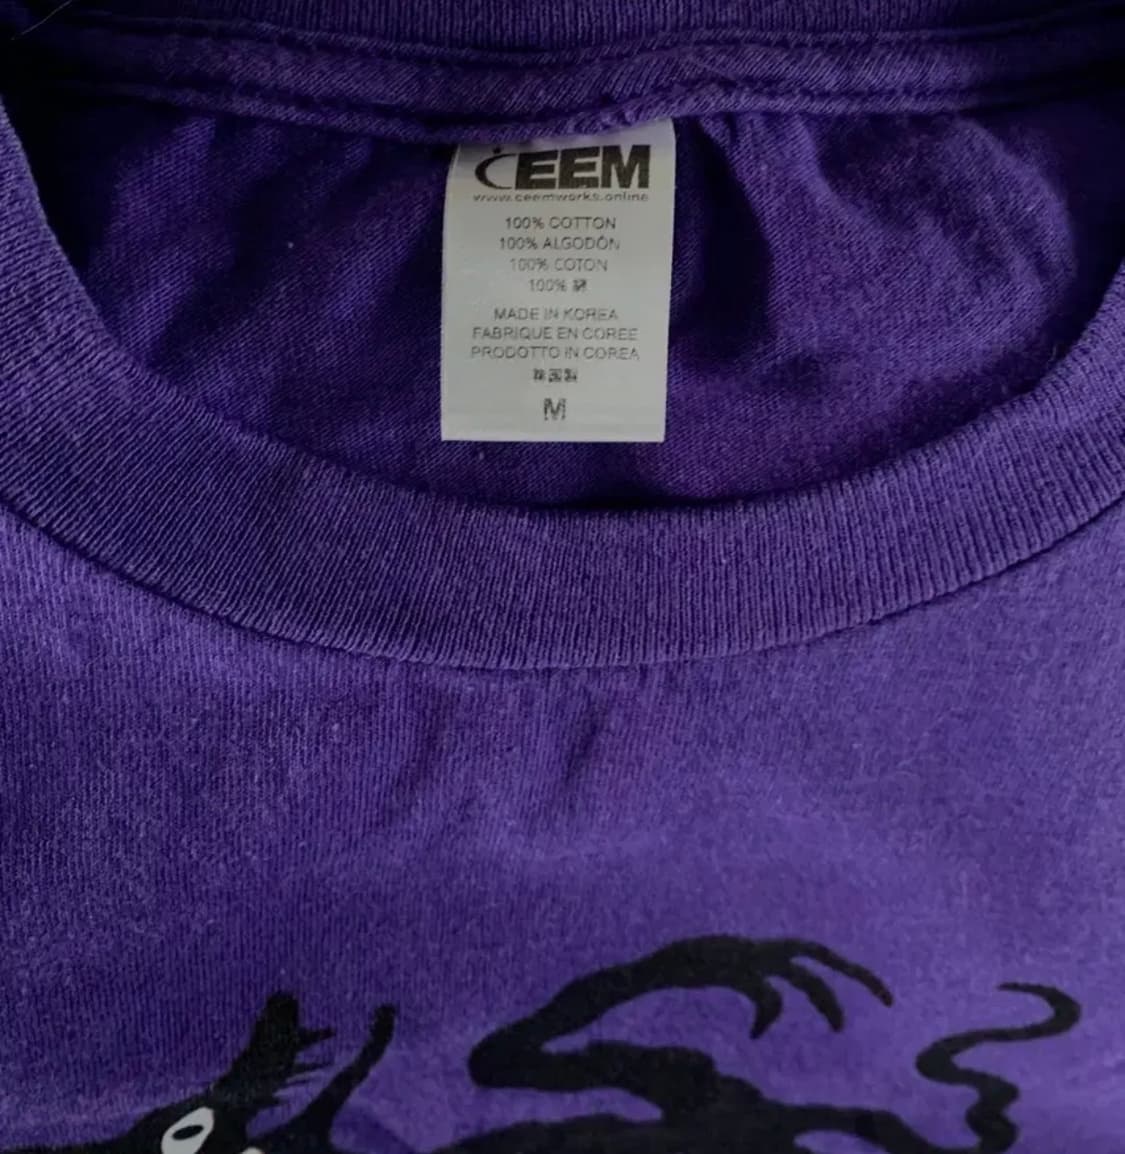 CEEM
www.ceemworks.online
100% COTTON
100% ALGODÓN
100% COTON
100%
MADE IN KOREA
FABRIQUE EN COREE
PRODOTTO IN COREA
M